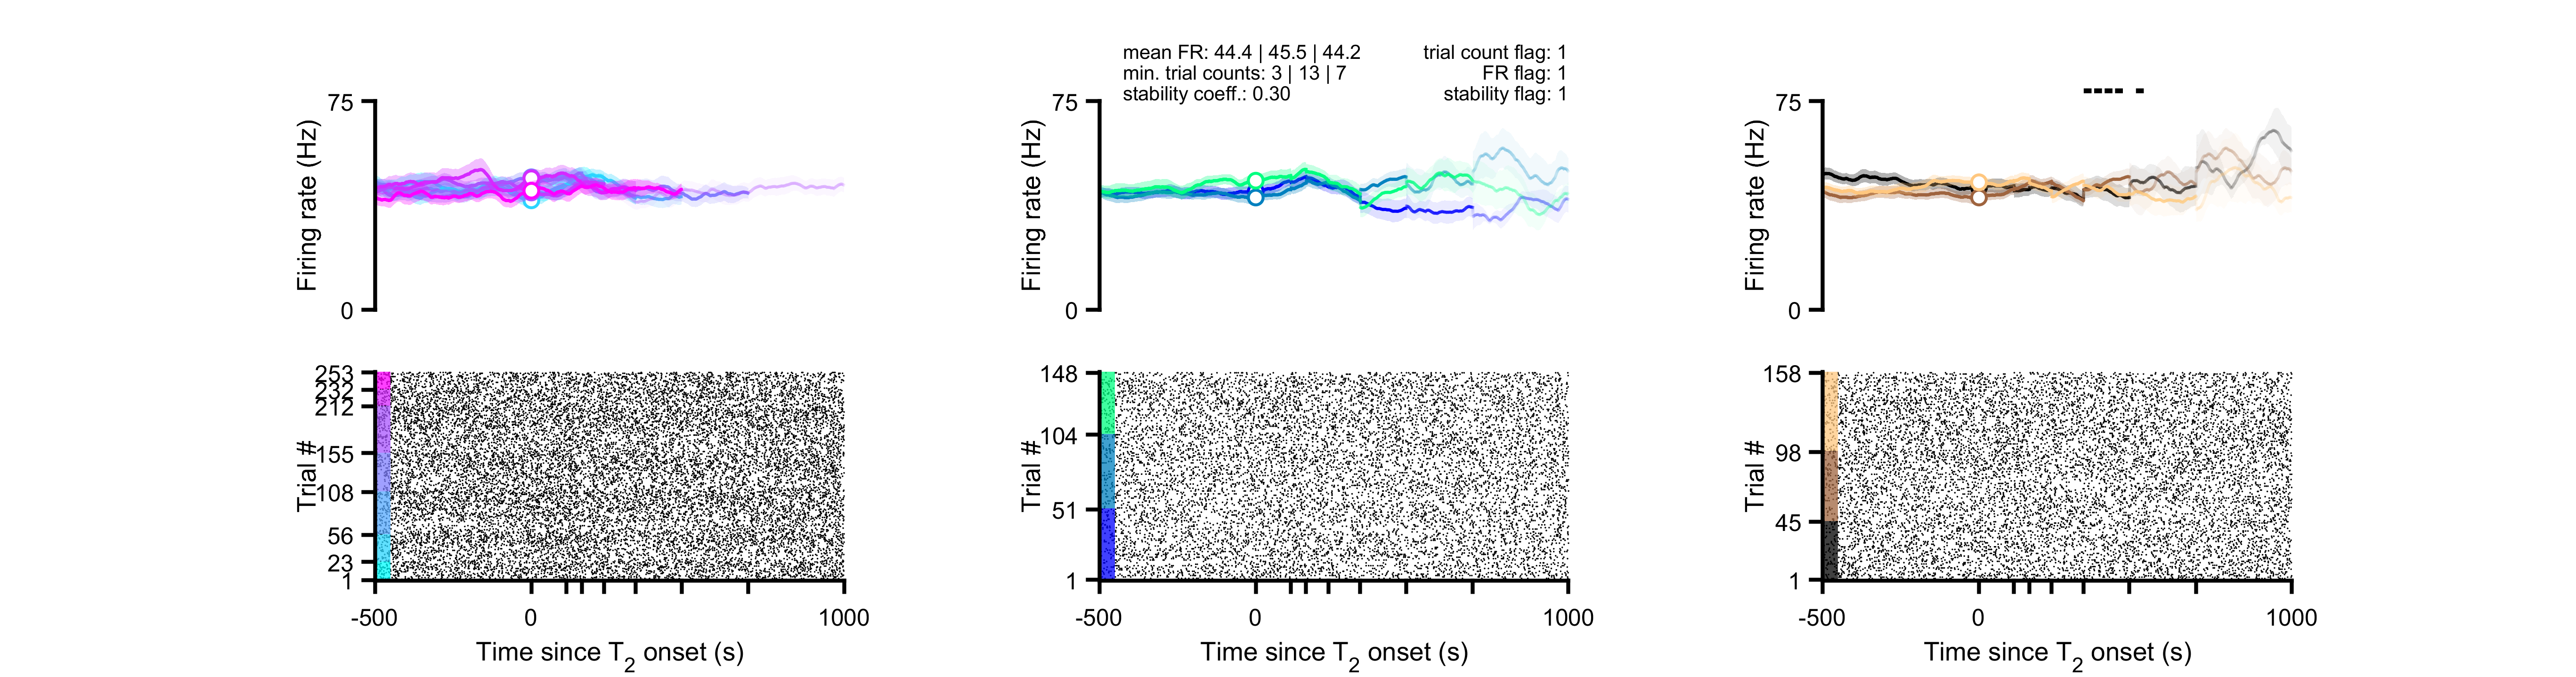 mean FR: 44.4 | 45.5 | 44.2
min. trial counts: 3 | 13 | 7
stability coeff.: 0.30
trial count flag: 1
FR flag: 1
stability flag: 1
75
Firing rate (Hz)
0
75
Firing rate (Hz)
0
75
Firing rate (Hz)
0
253
232
212
155
108
56
23
1
Trial #
-500
0
1000
Time since T2 onset (s)
148
104
51
1
Trial #
-500
0
1000
Time since T2 onset (s)
158
98
45
1
Trial #
-500
0
1000
Time since T2 onset (s)